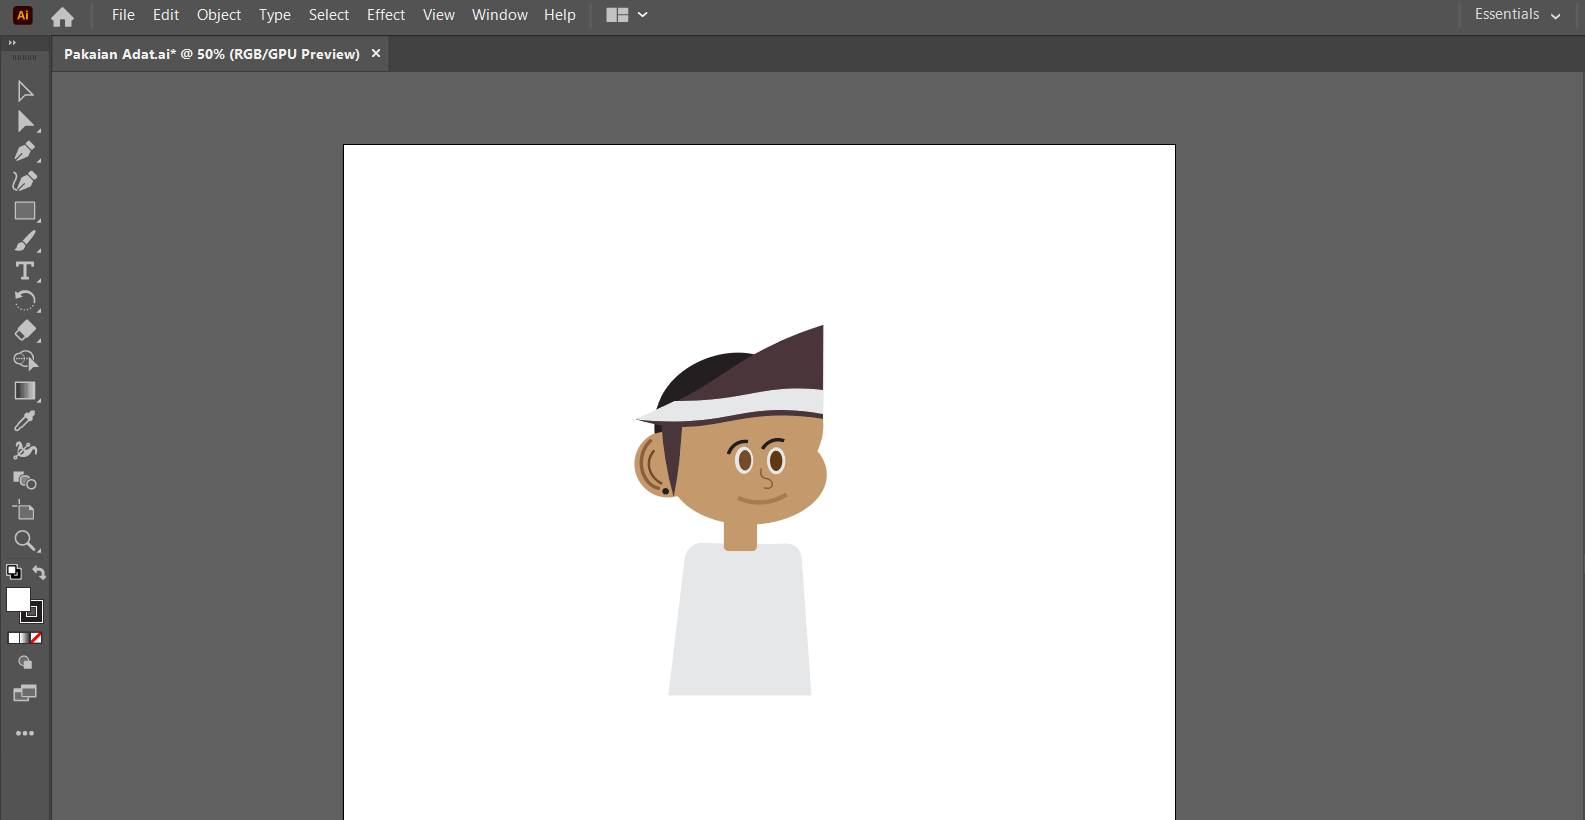 Ai File Edit Object Type Select Effect View Window Help Essentials
Pakaian Adat.ai* @ 50% (RGB/GPU Preview) ×